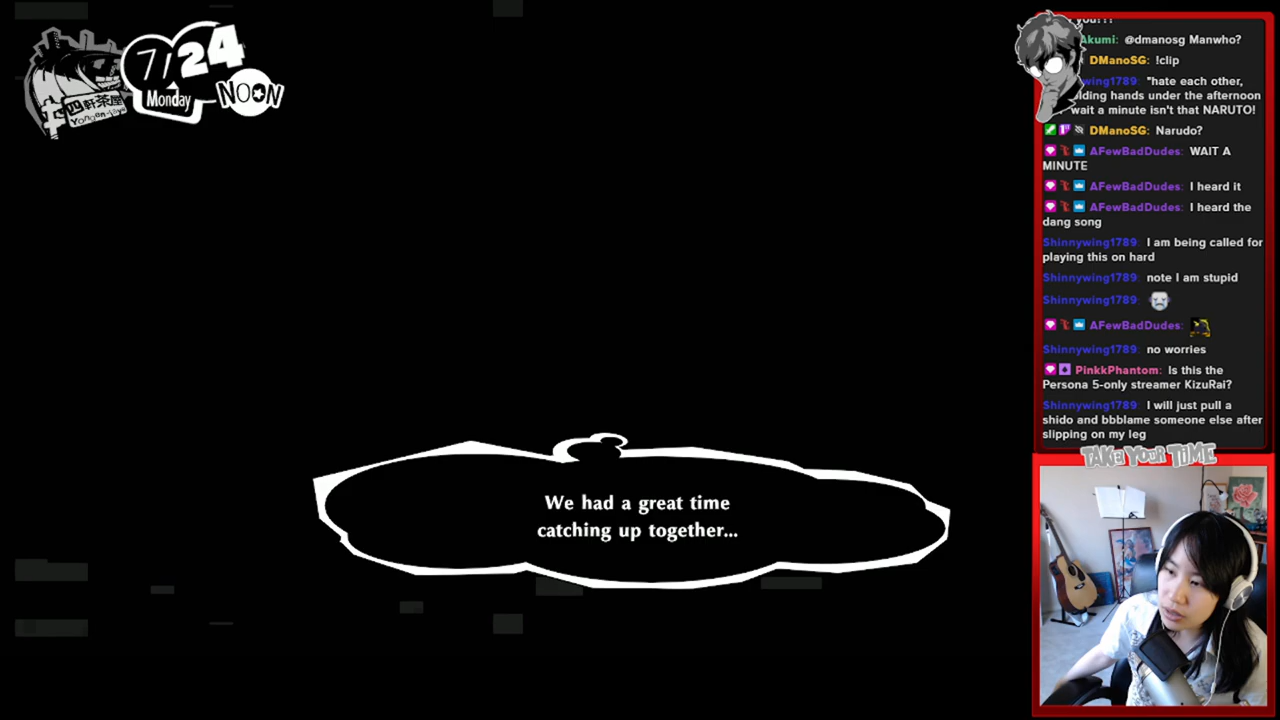 四軒茶屋
Yongen-Jaya
7/24
Monday
NOON
We had a great time
catching up together...
you???
Akumi: @dmanosg Manwho?
DManoSG: !clip
wing1789: "hate each other,
lding hands under the afternoon
wait a minute isn't that NARUTO!
DManoSG: Narudo?
AFewBadDudes: WAIT A
MINUTE
AFewBadDudes: I heard it
AFewBadDudes: I heard the
dang song
Shinnywing1789: I am being called for
playing this on hard
Shinnywing1789: note I am stupid
Shinnywing1789:
AFewBadDudes:
Shinnywing1789: no worries
PinkkPhantom: Is this the
Persona 5-only streamer KizuRai?
Shinnywing1789: I will just pull a
shido and bbblame someone else after
slipping on my leg
TAKE YOUR TIME